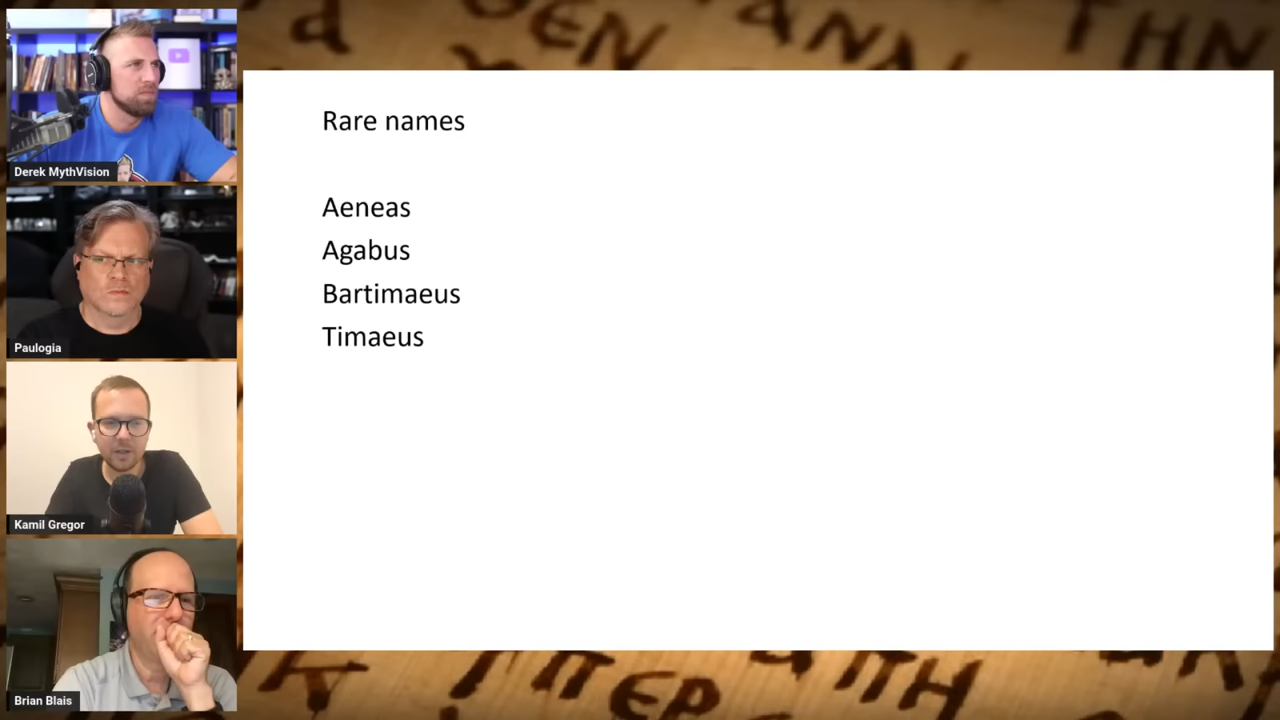 Derek MythVision
Paulogia
Kamil Gregor
Brian Blais
Rare names
Aeneas
Agabus
Bartimaeus
Timaeus